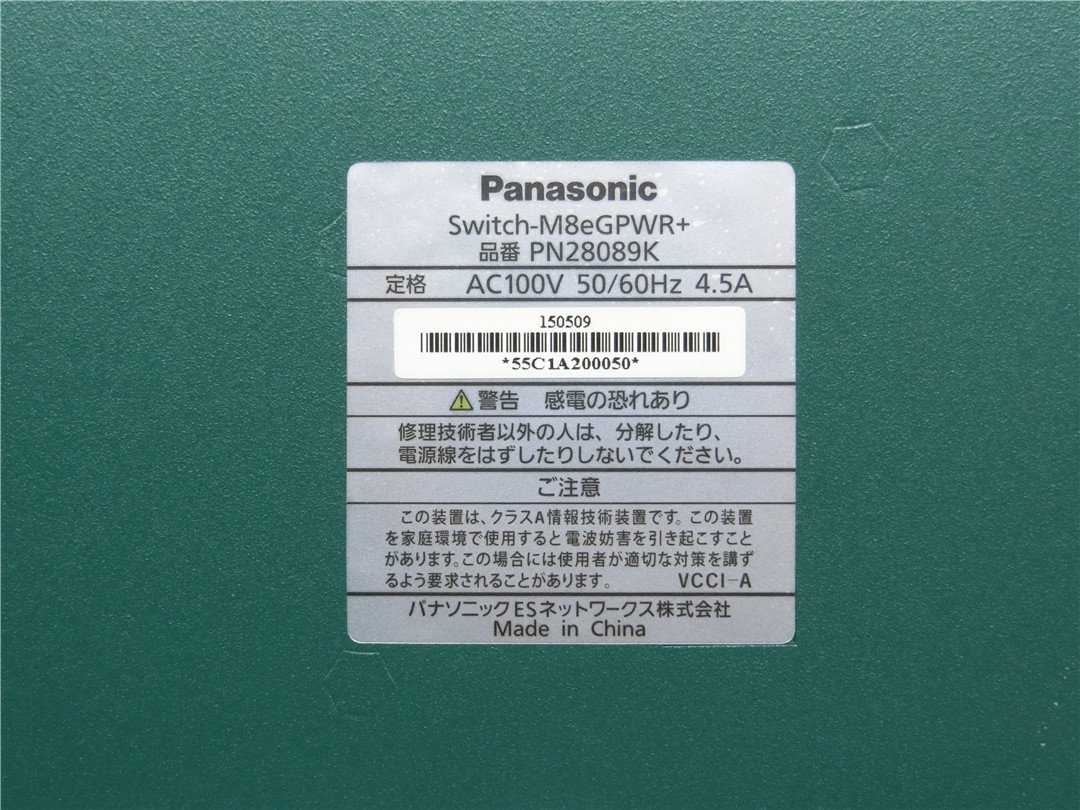 Panasonic
Switch-M8eGPWR+
品番 PN28089K
定格 AC100V 50/60Hz 4.5A
150509
*55C1A200050*
警告 感電の恐れあり
修理技術者以外の人は、分解したり、
電源線をはずしたりしないでください。
ご注意
この装置は、クラスA情報技術装置です。この装置
を家庭環境で使用すると電波妨害を引き起こすこと
があります。この場合には使用者が適切な対策を講ず
るよう要求されることがあります。 VCCI-A
パナソニックESネットワークス株式会社
Made in China